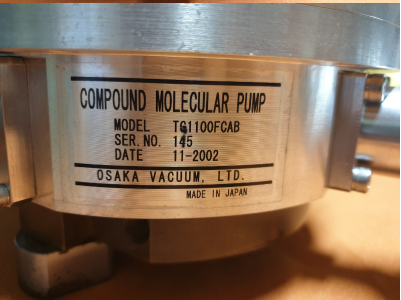 COMPOUND MOLECULAR PUMP
MODEL TG1100FCAB
SER. NO. 145
DATE 11-2002
OSAKA VACUUM, LTD.
MADE IN JAPAN